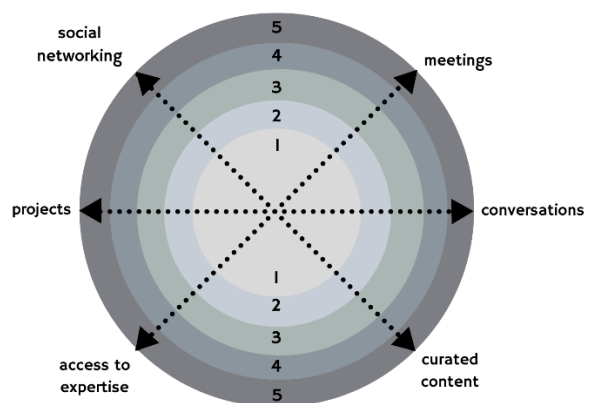 5
social
networking
4
meetings
3
2
1
projects
conversations
1
2
3
access to
expertise
curated
content
4
5